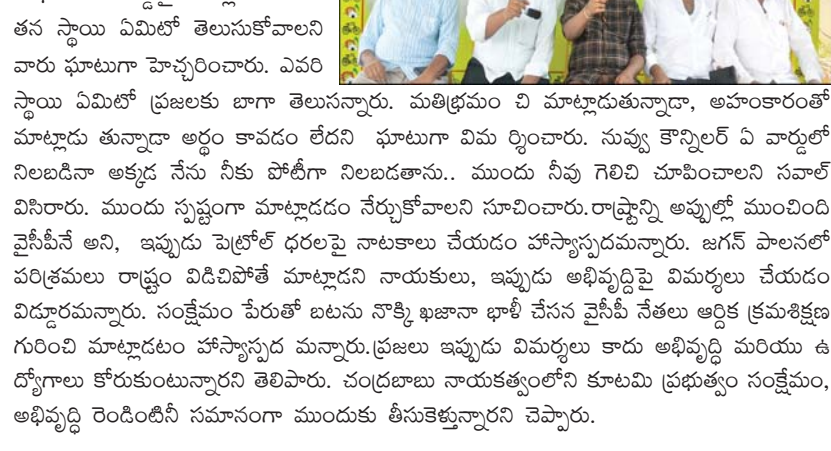 తన స్థాయి ఏమిటో తెలుసుకోవాలని
వారు ఘాటుగా హెచ్చరించారు. ఎవరి
స్థాయి ఏమిటో ప్రజలకు బాగా తెలుసన్నారు. మతిభ్రమం చి మాట్లాడుతున్నాడా, అహంకారంతో
మాట్లాడు తున్నాడా అర్థం కావడం లేదని ఘాటుగా విమ ర్శించారు. నువ్వు కౌన్సిలర్ ఏ వార్డులో
నిలబడినా అక్కడ నేను నీకు పోటీగా నిలబడతాను.. ముందు నీవు గెలిచి చూపించాలని సవాల్
విసిరారు. ముందు స్పష్టంగా మాట్లాడడం నేర్చుకోవాలని సూచించారు.రాష్ట్రాన్ని అప్పుల్లో ముంచింది
వైసీపీనే అని, ఇప్పుడు పెట్రోల్ ధరలపై నాటకాలు చేయడం హాస్యాస్పదమన్నారు. జగన్ పాలనలో
పరిశ్రమలు రాష్ట్రం విడిచిపోతే మాట్లాడని నాయకులు, ఇప్పుడు అభివృద్దిపై విమర్శలు చేయడం
విడ్డూరమన్నారు. సంక్షేమం పేరుతో బటను నొక్కి ఖజానా ఖాళీ చేసన వైసీపీ నేతలు ఆర్దిక క్రమశిక్షణ
గురించి మాట్లాడటం హాస్యాస్పద మన్నారు.ప్రజలు ఇప్పుడు విమర్శలు కాదు అభివృద్ధి మరియు ఉ
ద్యోగాలు కోరుకుంటున్నారని తెలిపారు. చంద్రబాబు నాయకత్వంలోని కూటమి ప్రభుత్వం సంక్షేమం,
అభివృద్ధి రెండింటినీ సమానంగా ముందుకు తీసుకెళ్తున్నారని చెప్పారు.